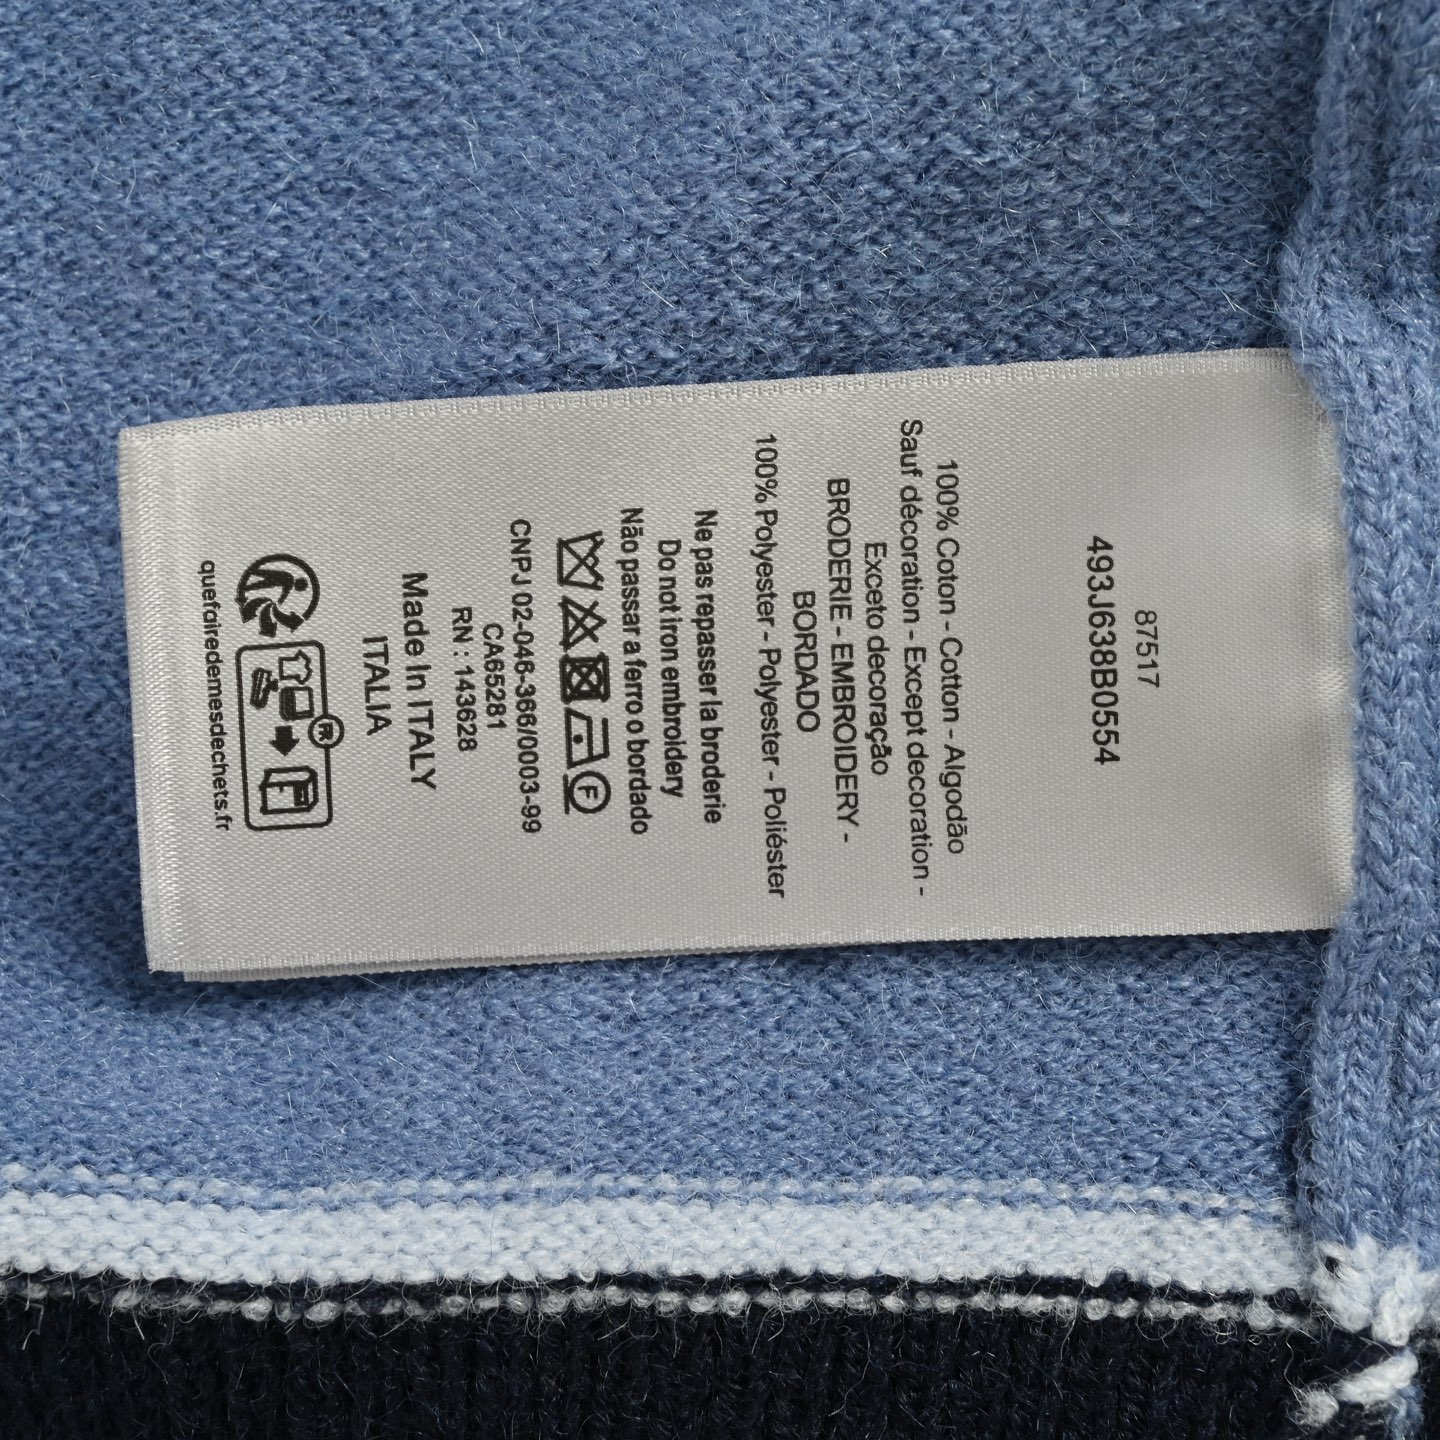 87517
493J638B0554
100% Coton - Cotton - Algodão
Sauf décoration - Except decoration -
Exceto decoração
BRODERIE - EMBROIDERY -
BORDADO
100% Polyester - Polyester - Poliéster
Ne pas repasser la broderie
Do not iron embroidery
Não passar a ferro o bordado
F
CNPJ 02-046-366/0003-99
CA65281
RN : 143628
Made In ITALY
ITALIA
FR
quefairedemesdechets.fr